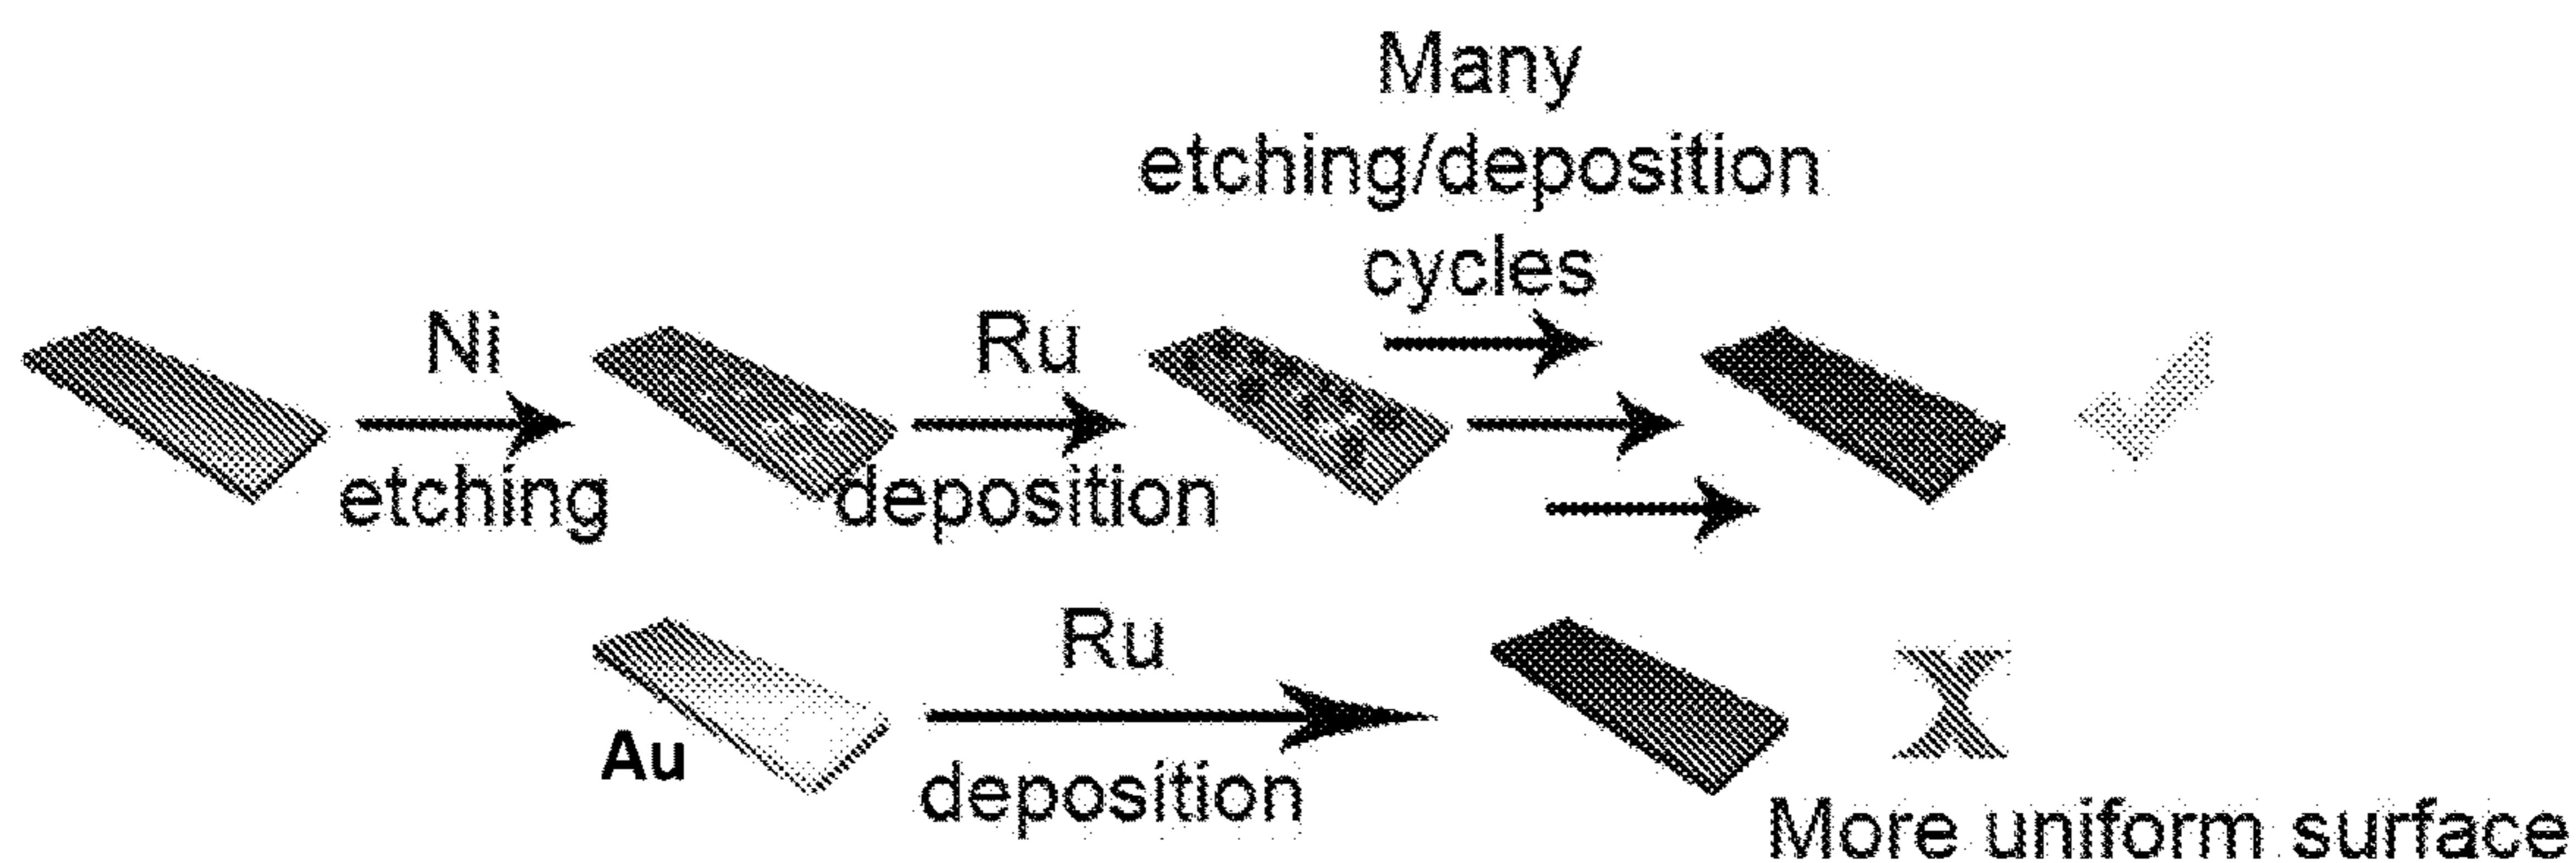 Many
etching/deposition
cycles
Ni
etching
Ru
deposition
Au
Ru
deposition
More uniform surface